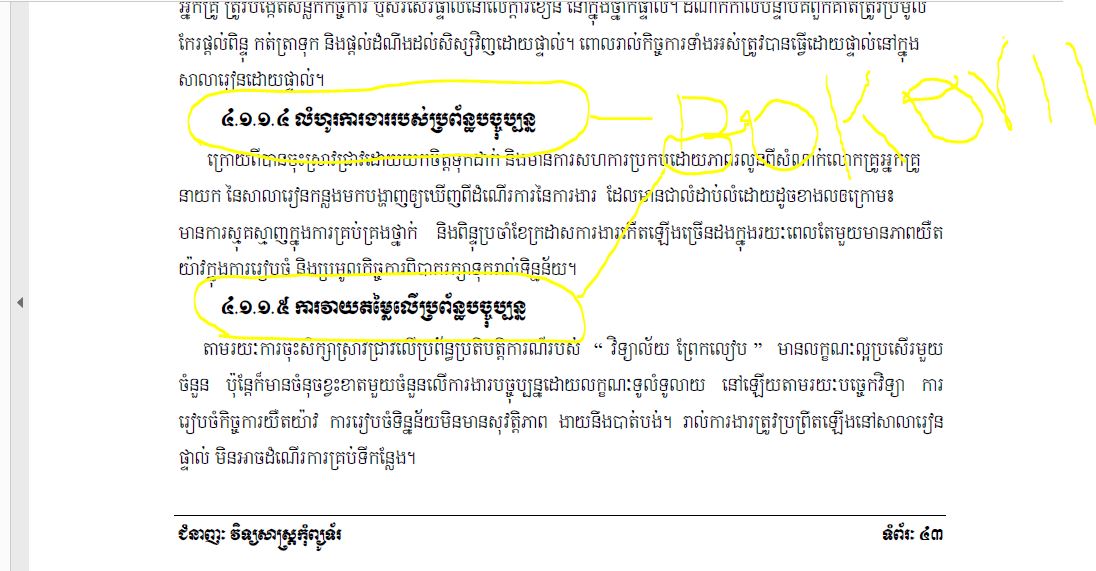 អ្នកគ្រូ ត្រូវបង្កើតសន្លឹកកិច្ចការ ឬសរសេរផ្ទាល់នៅលើក្តារខៀន នៅក្នុងថ្នាក់ផ្ទាល់។ ដំណាក់កាលបន្ទាប់គឺពួកគាត់ត្រូវប្រមូល
កែរផ្តល់ពិន្ទុ កត់ត្រាទុក និងផ្តល់ដំណឹងដល់សិស្សវិញដោយផ្ទាល់។ ពោលរាល់កិច្ចការទាំងអស់ត្រូវបានធ្វើដោយផ្ទាល់នៅក្នុង
សាលារៀនដោយផ្ទាល់។
៤.១.១.៤ លំហូរការងាររបស់ប្រព័ន្ធបច្ចុប្បន្ន
ក្រោយពីបានចុះស្រាវជ្រាវដោយយកចិត្តទុកដាក់ និងមានការសហការប្រកបដោយភាពរលូនពីសំណាក់លោកគ្រូអ្នកគ្រូ
នាយក នៃសាលារៀនកន្លងមកបង្ហាញឲ្យឃើញពីដំណើរការនៃការងារ ដែលមានជាលំដាប់លំដោយដូចខាងលឲក្រោម៖
មានការស្មុគស្មាញក្នុងការគ្រប់គ្រងថ្នាក់ និងពិន្ទុប្រចាំខែក្រដាសការងារកើតឡើងច្រើនដងក្នុងរយៈពេលតែមួយមានភាពយឺត
យ៉ាវក្នុងការរៀបចំ និងប្រមូលកិច្ចការពិបាករក្សាទុករាល់ទិន្នន័យ។
៤.១.១.៥ ការវាយតម្លៃលើប្រព័ន្ធបច្ចុប្បន្ន
តាមរយៈការចុះសិក្សាស្រាវជ្រាវលើប្រព័ន្ធប្រតិបត្តិការណ៍របស់ “ វិទ្យាល័យ ព្រែកលៀប ” មានលក្ខណៈល្អប្រសើរមួយ
ចំនួន ប៉ុន្តែក៏មានចំនុចខ្វះខាតមួយចំនួនលើការងារបច្ចុប្បន្នដោយលក្ខណៈទូលំទូលាយ នៅឡើយតាមរយៈបច្ចេកវិទ្យា ការ
រៀបចំកិច្ចការយឺតយ៉ាវ ការរៀបចំទិន្នន័យមិនមានសុវត្តិភាព ងាយនឹងបាត់បង់។ រាល់ការងារត្រូវប្រព្រឹតឡើងនៅសាលារៀន
ផ្ទាល់ មិនអាចដំណើរការគ្រប់ទីកន្លែង។
ជំនាញៈ វិទ្យសាស្ត្រកុំព្យូទ័រ ទំព័រៈ ៤៣